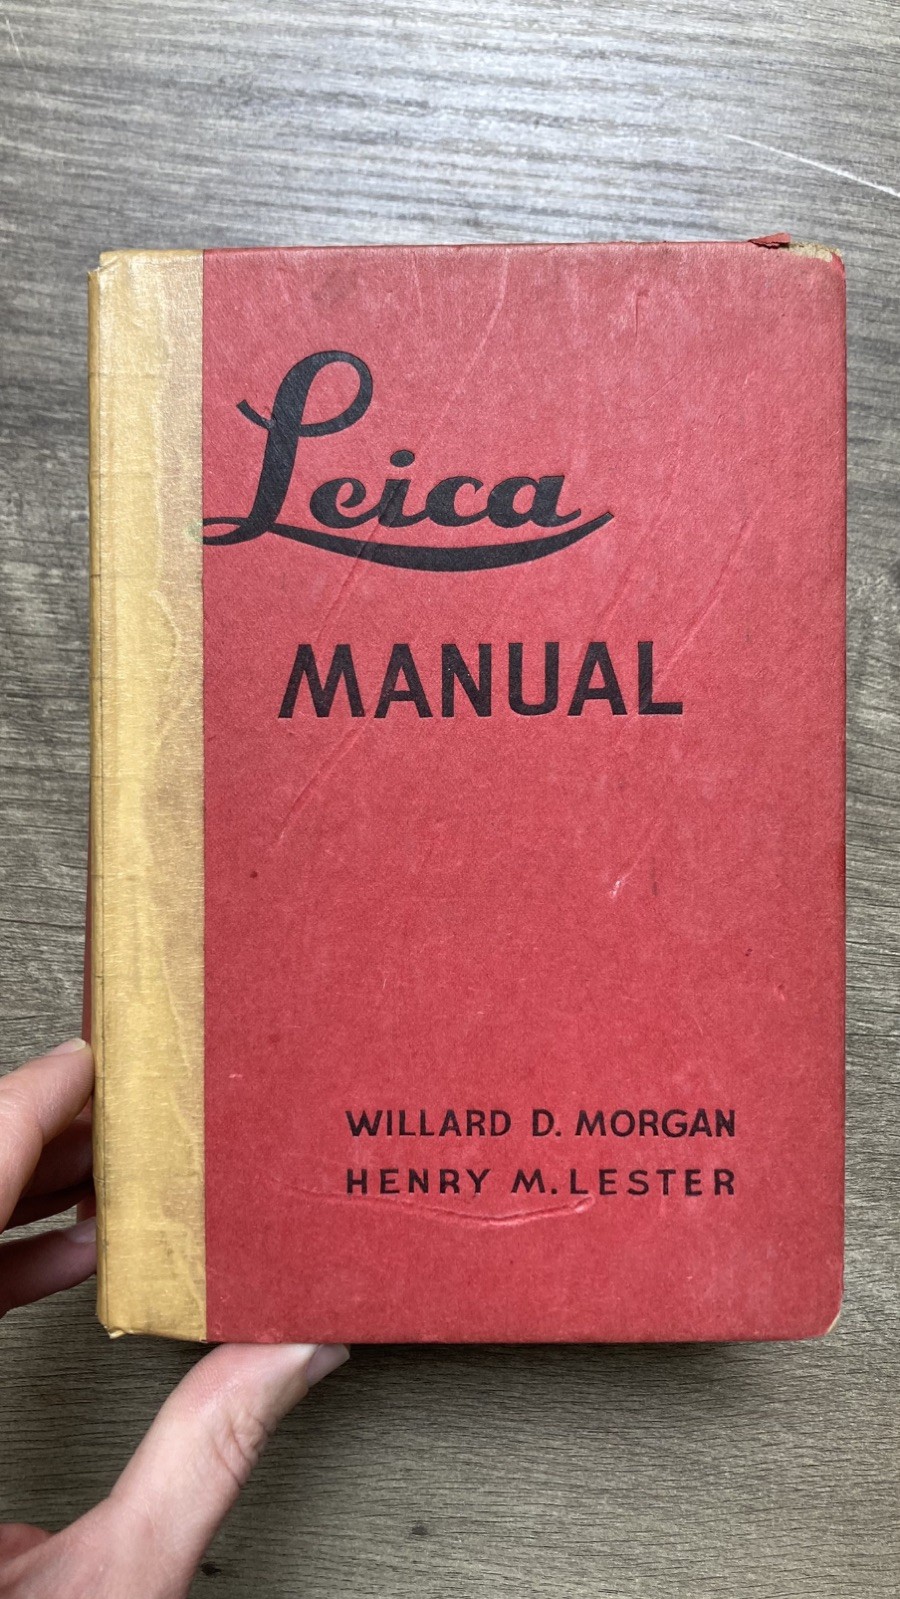 Leica
MANUAL
WILLARD D. MORGAN
HENRY M. LESTER